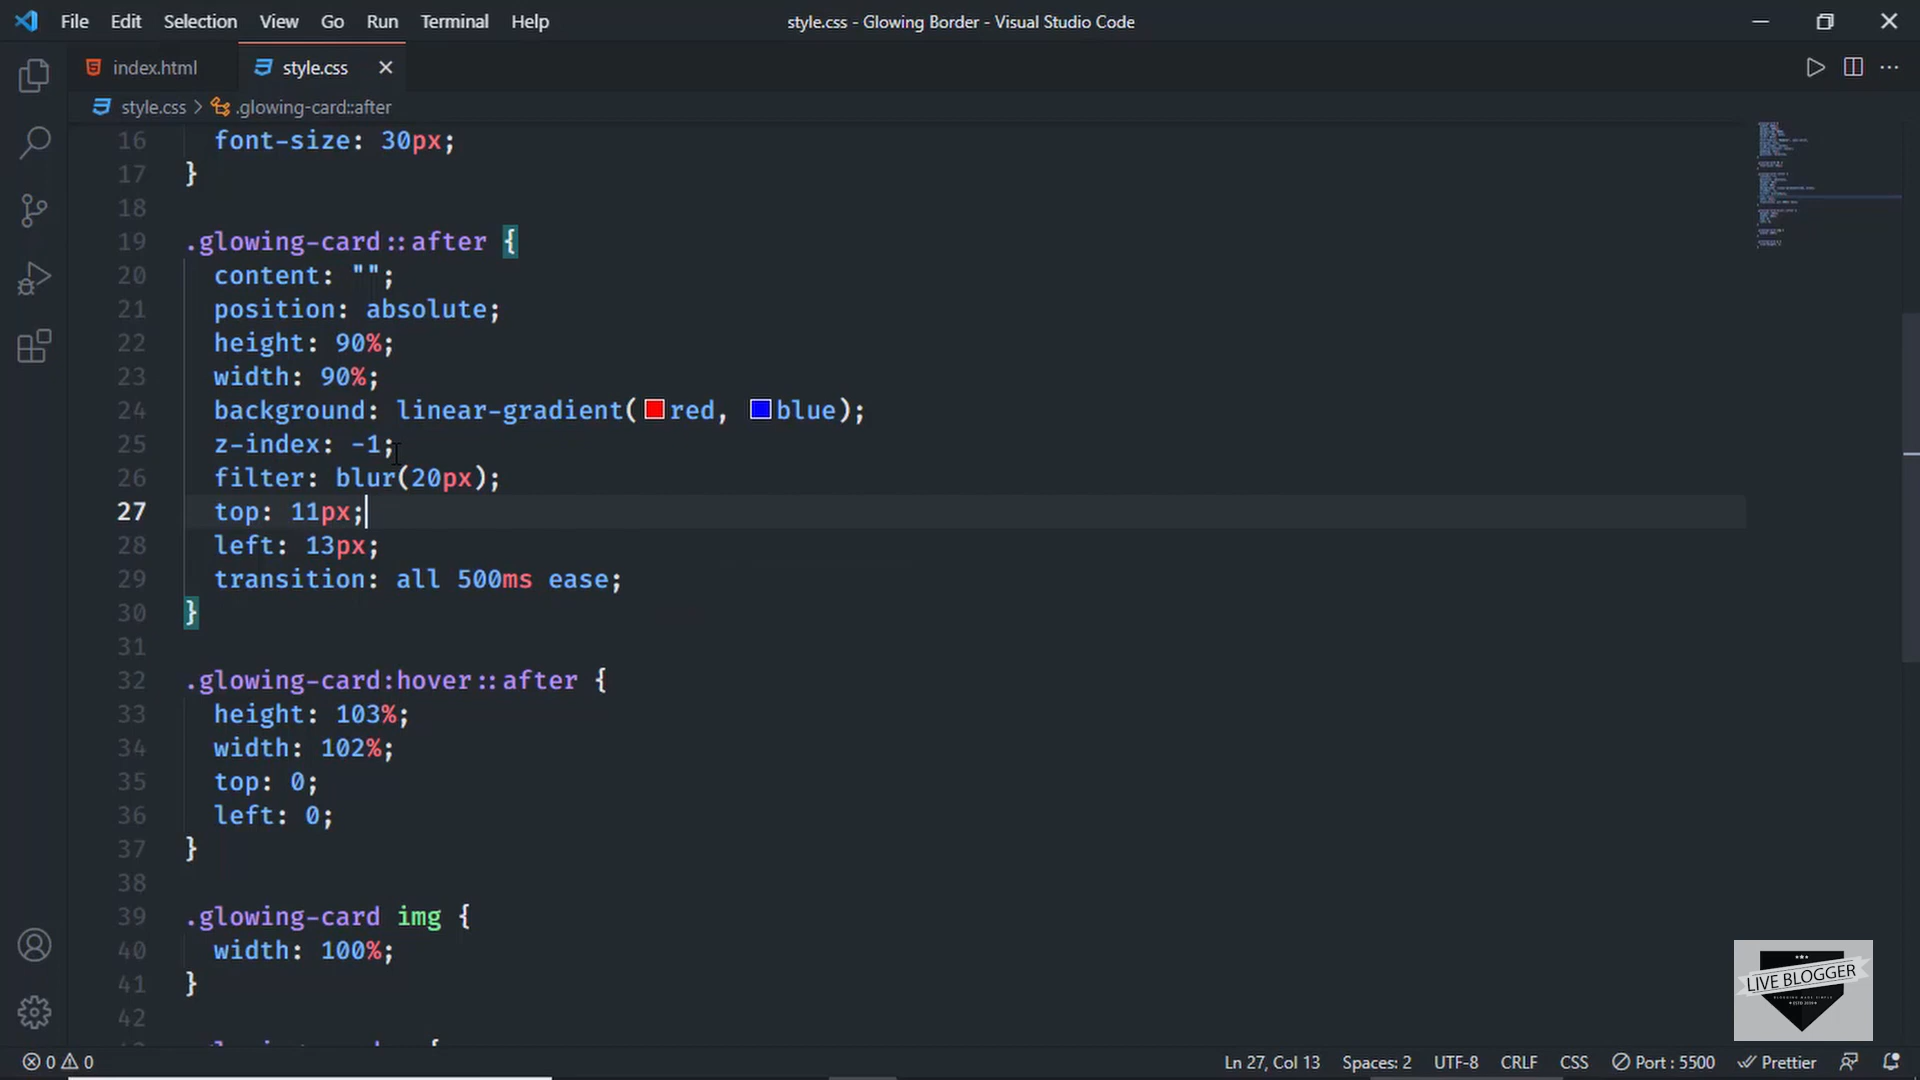 File Edit Selection View Go Run Terminal Help
style.css - Glowing Border - Visual Studio Code
index.html
style.css
style.css > .glowing-card::after
16 font-size: 30px;
17 }
18
19 .glowing-card::after {
20 content: "";
21 position: absolute;
22 height: 90%;
23 width: 90%;
24 background: linear-gradient(red, blue);
25 z-index: -1;
26 filter: blur(20px);
27 top: 11px;
28 left: 13px;
29 transition: all 500ms ease;
30 }
31
32 .glowing-card:hover::after {
33 height: 103%;
34 width: 102%;
35 top: 0;
36 left: 0;
37 }
38
39 .glowing-card img {
40 width: 100%;
41 }
42
LIVE BLOGGER
0 0
Ln 27, Col 13 Spaces: 2 UTF-8 CRLF CSS Port : 5500 Prettier